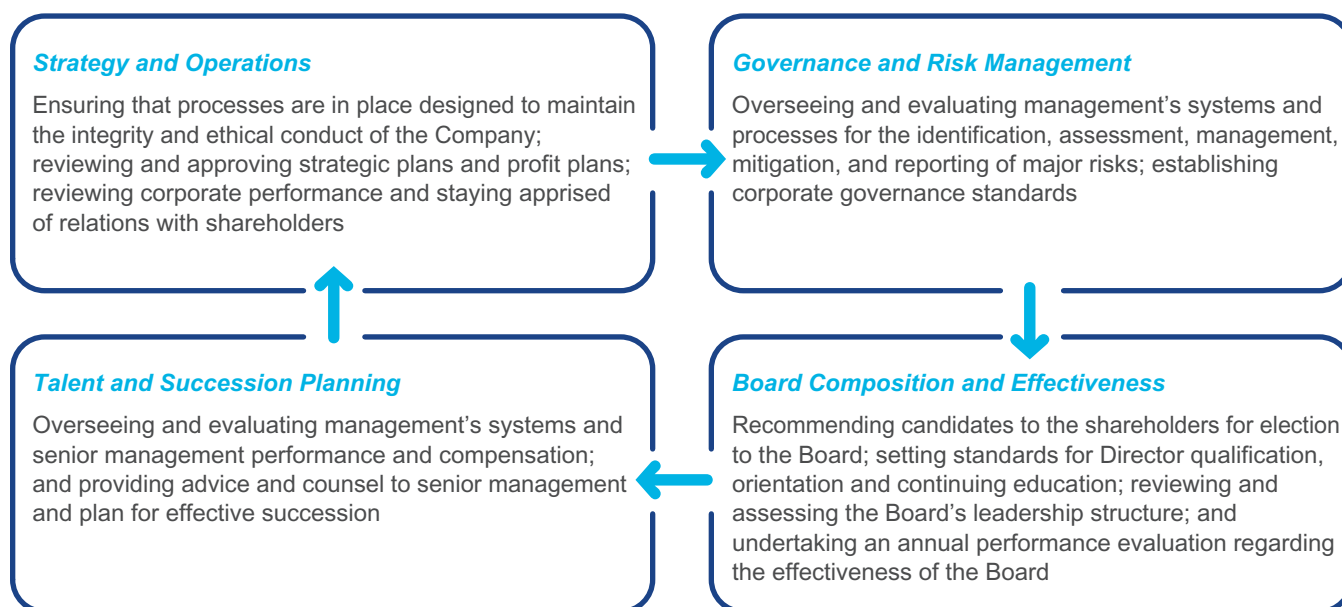 Strategy and Operations
Ensuring that processes are in place designed to maintain
the integrity and ethical conduct of the Company;
reviewing and approving strategic plans and profit plans;
reviewing corporate performance and staying apprised
of relations with shareholders
Governance and Risk Management
Overseeing and evaluating management’s systems and
processes for the identification, assessment, management,
mitigation, and reporting of major risks; establishing
corporate governance standards
Talent and Succession Planning
Overseeing and evaluating management’s systems and
senior management performance and compensation;
and providing advice and counsel to senior management
and plan for effective succession
Board Composition and Effectiveness
Recommending candidates to the shareholders for election
to the Board; setting standards for Director qualification,
orientation and continuing education; reviewing and
assessing the Board’s leadership structure; and
undertaking an annual performance evaluation regarding
the effectiveness of the Board